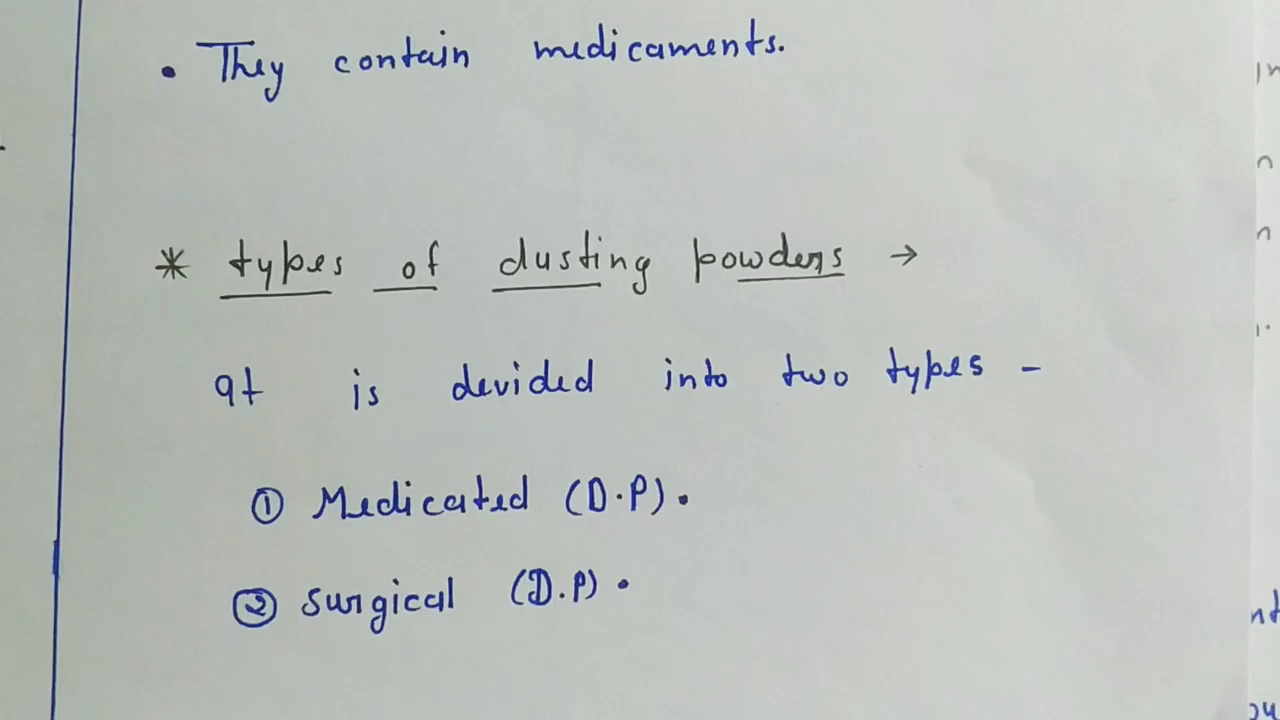 • They contain medicaments.
* types of dusting powders →
It is devided into two types -
① Medicated (D.P).
② Surgical (D.P).